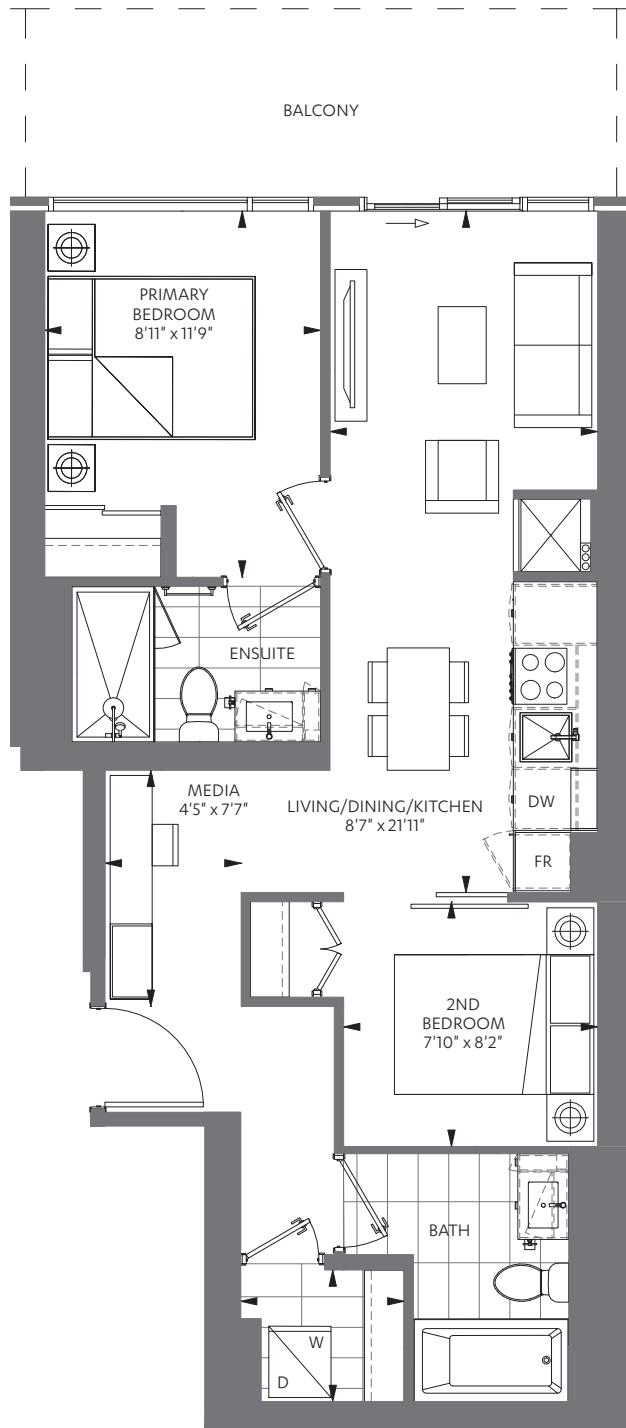 BALCONY
PRIMARY
BEDROOM
8'11" x 11'9"
ENSUITE
MEDIA
4'5" x 7'7"
LIVING/DINING/KITCHEN
8'7" x 21'11"
DW
FR
2ND
BEDROOM
7'10" x 8'2"
BATH
W
D